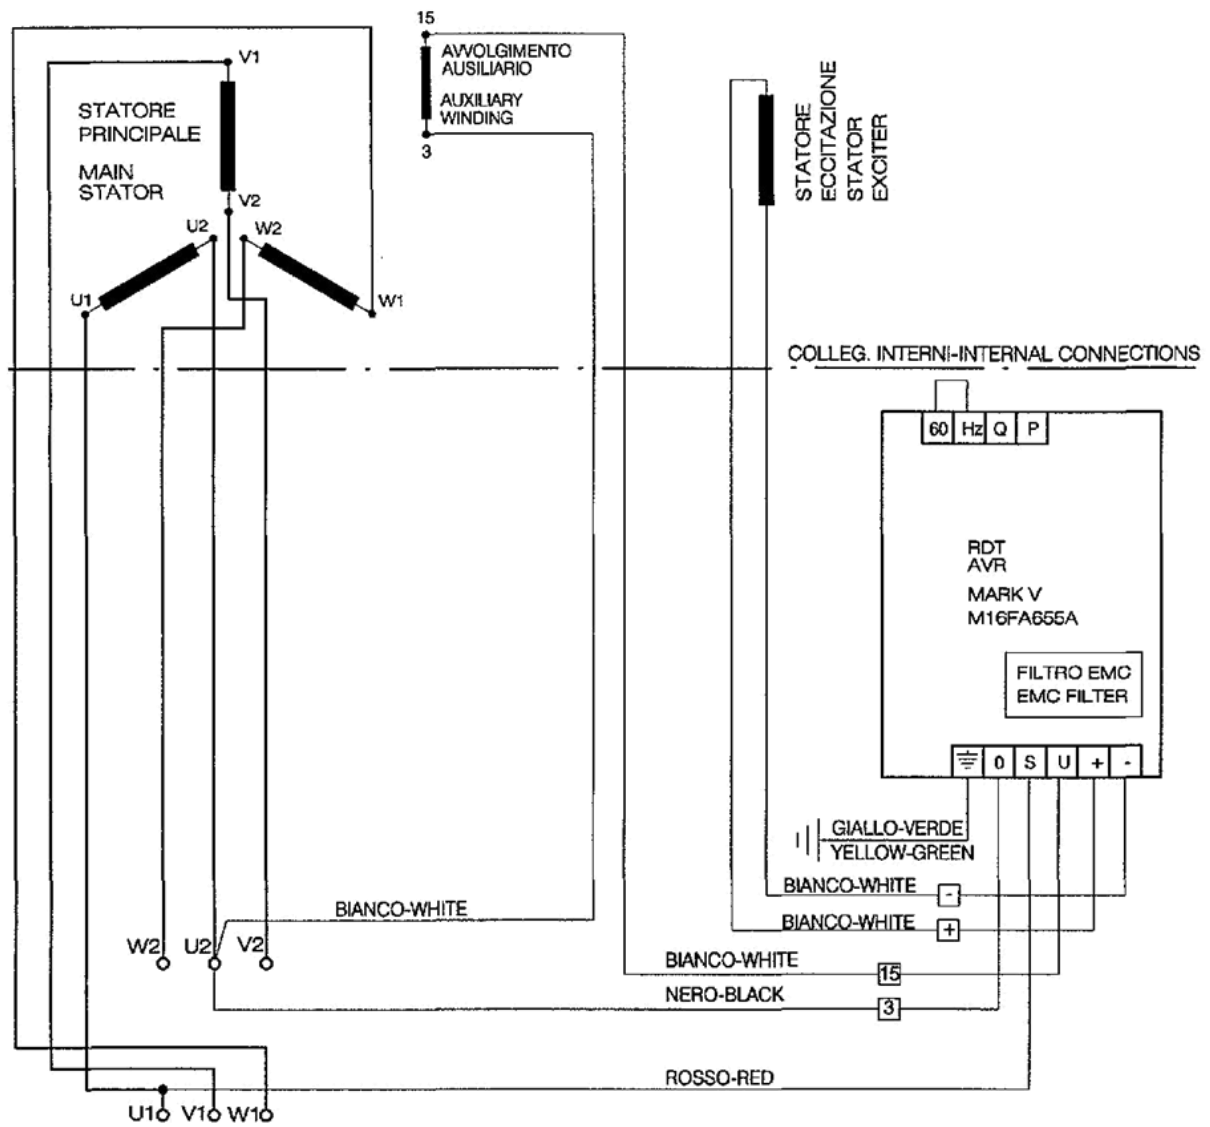 15
V1
AVVOLGIMENTO
AUSILIARIO
AUXILIARY
WINDING
3
STATORE
PRINCIPALE
MAIN
STATOR
V2
U2
W2
U1
W1
STATORE
ECCITAZIONE
STATOR
EXCITER
COLLEG. INTERNI-INTERNAL CONNECTIONS
60 Hz Q P
RDT
AVR
MARK V
M16FA655A
FILTRO EMC
EMC FILTER
0 S U + -
GIALLO-VERDE
YELLOW-GREEN
BIANCO-WHITE -
BIANCO-WHITE +
BIANCO-WHITE
W2 U2 V2
BIANCO-WHITE 15
NERO-BLACK 3
ROSSO-RED
U1 V1 W1